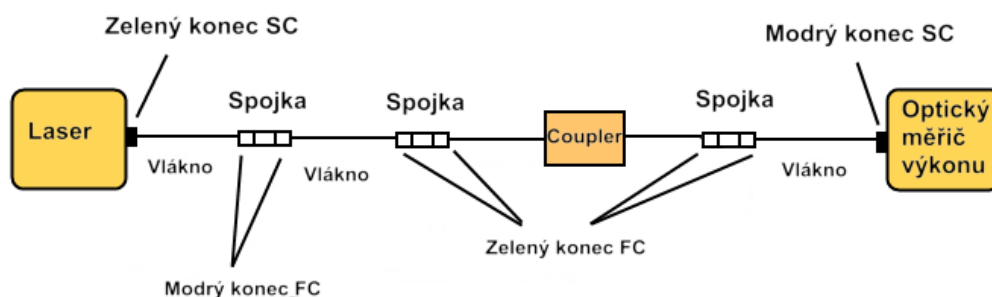 Zelený konec SC
Modrý konec SC
Spojka
Spojka
Spojka
Laser
Coupler
Optický
měřič
výkonu
Vlákno
Vlákno
Vlákno
Zelený konec FC
Modrý konec FC